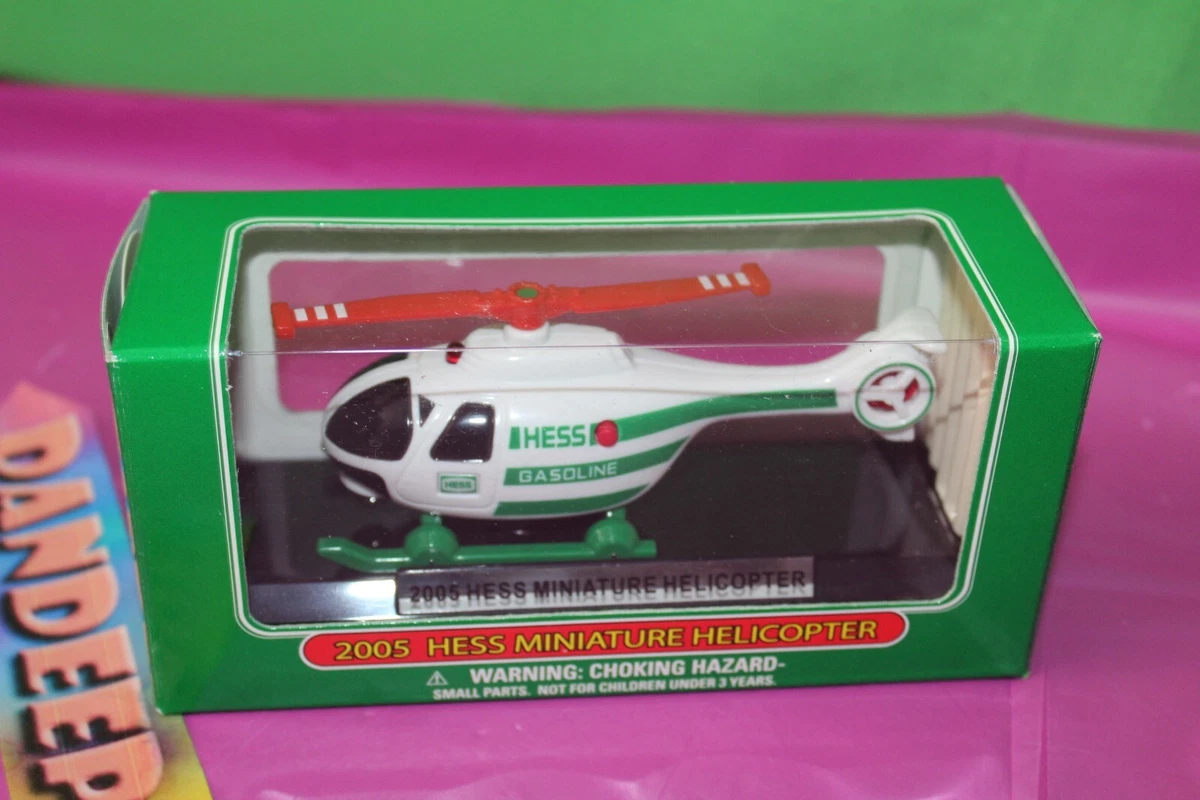 DANDEEP
HESS
GASOLINE
HESS
2005 HESS MINIATURE HELICOPTER
2005 HESS MINIATURE HELICOPTER
WARNING: CHOKING HAZARD-
SMALL PARTS. NOT FOR CHILDREN UNDER 3 YEARS.